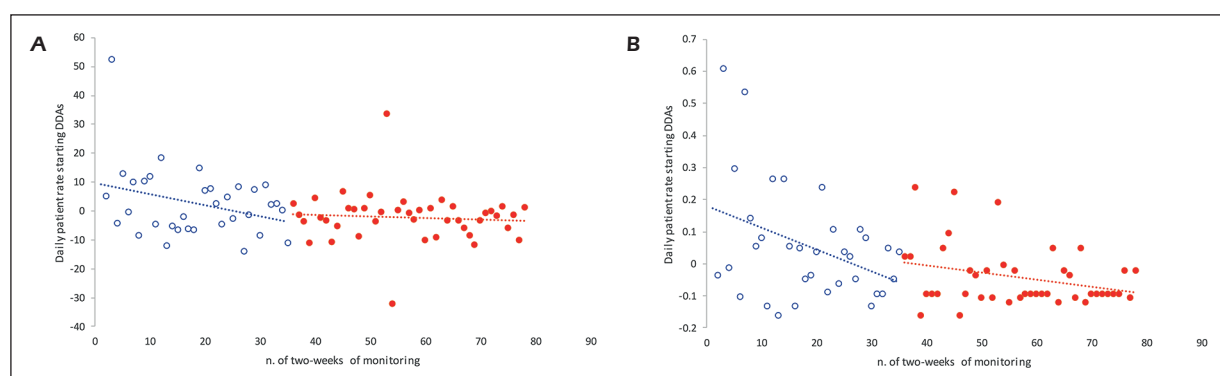 A
Daily patient rate starting DDAs
60
50
40
30
20
10
0
-10
-20
-30
-40
0 10 20 30 40 50 60 70 80 90
n. of two-weeks of monitoring
B
Daily patient rate starting DDAs
0.7
0.6
0.5
0.4
0.3
0.2
0.1
0
-0.1
-0.2
0 10 20 30 40 50 60 70 80 90
n. of two-weeks of monitoring